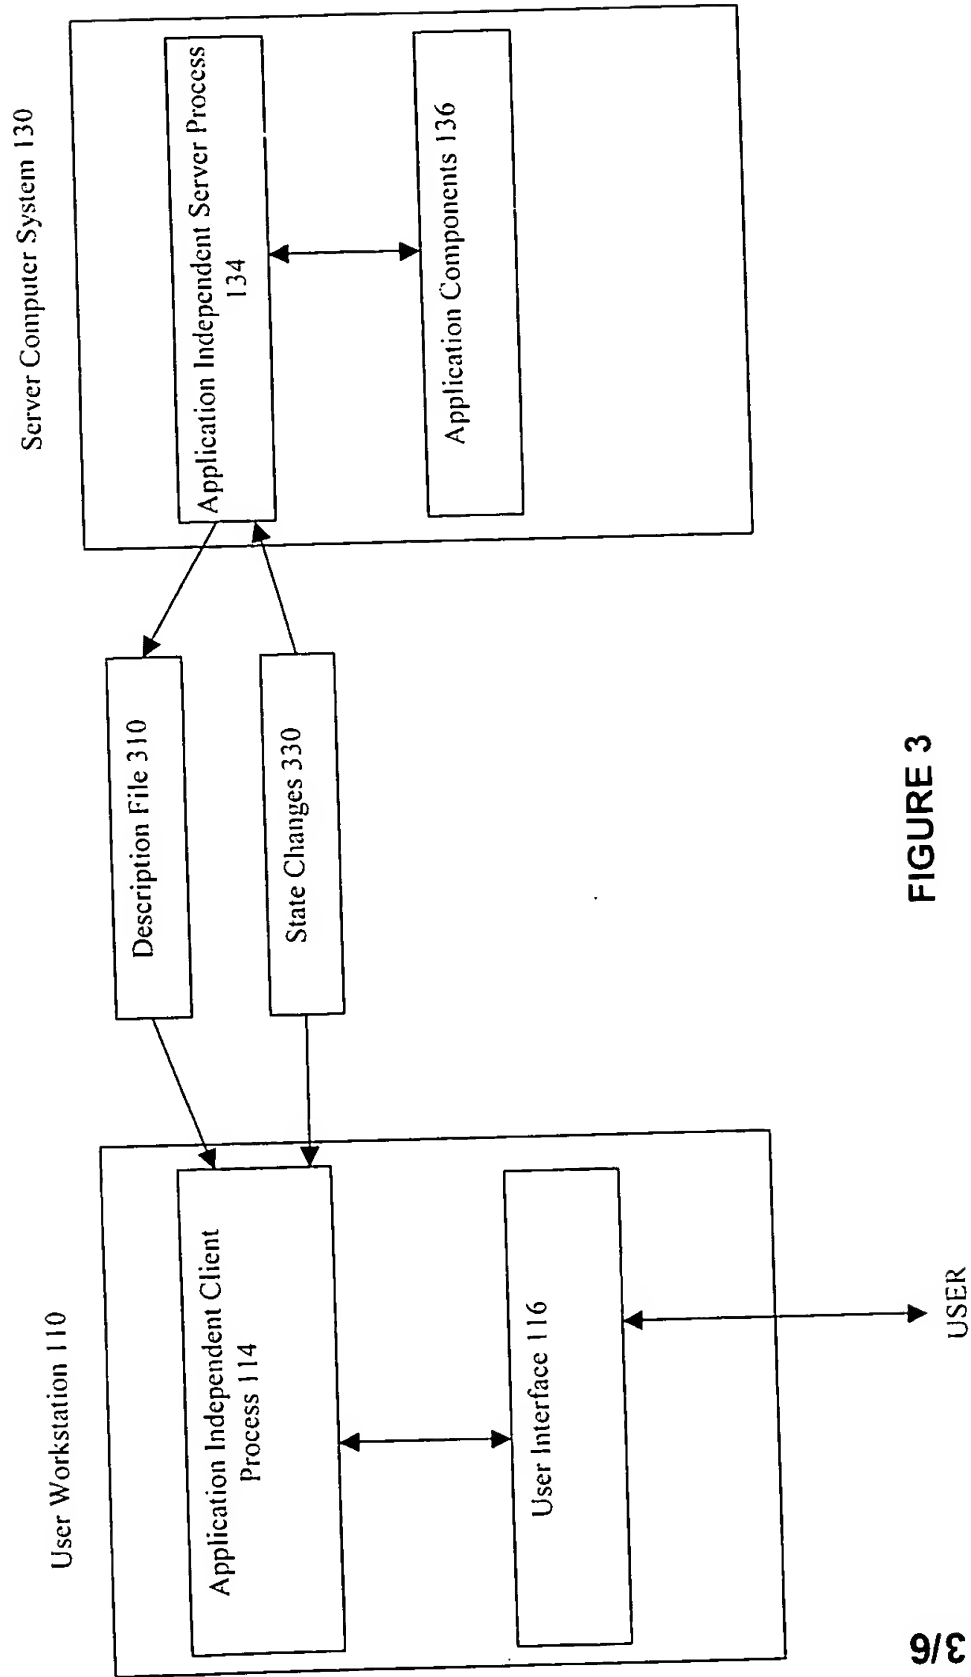 User Workstation 110
Application Independent Client
Process 114
User Interface 116
USER
Description File 310
State Changes 330
Server Computer System 130
Application Independent Server Process
134
Application Components 136
FIGURE 3
3/6